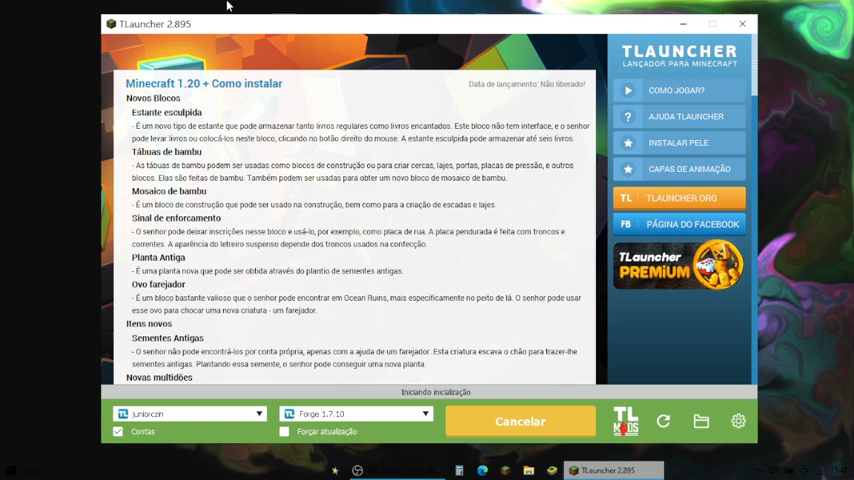 TLauncher 2.895
Minecraft 1.20 + Como instalar
Data de lançamento: Não liberado!
Novos Blocos
Estante esculpida
- É um novo tipo de estante que pode armazenar tanto livros regulares como livros encantados. Este bloco não tem interface, e o senhor
pode levar livros ou colocá-los neste bloco, clicando no botão direito do mouse. A estante esculpida pode armazenar até seis livros.
Tábuas de bambu
- As tábuas de bambu podem ser usadas como blocos de construção ou para criar cercas, lajes, portas, placas de pressão, e outros
blocos. Elas são feitas de bambu. Também podem ser usadas para obter um novo bloco de mosaico de bambu.
Mosaico de bambu
- É um bloco de construção que pode ser usado na construção, bem como para a criação de escadas e lajes.
Sinal de enforcamento
- O senhor pode deixar inscrições nesse bloco e usá-lo, por exemplo, como placa de rua. A placa pendurada é feita com troncos e
correntes. A aparência do letreiro suspenso depende dos troncos usados na confecção.
Planta Antiga
- É uma planta nova que pode ser obtida através do plantio de sementes antigas.
Ovo farejador
- É um bloco bastante valioso que o senhor pode encontrar em Ocean Ruins, mais especificamente no peito de lá. O senhor pode usar
esse ovo para chocar uma nova criatura - um farejador.
Itens novos
Sementes Antigas
- O senhor não pode encontrá-los por conta própria, apenas com a ajuda de um farejador. Esta criatura escava o chão para trazer-lhe
sementes antigas. Plantando essa semente, o senhor pode conseguir uma nova planta.
Novas multidões
TLAUNCHER
LANÇADOR PARA MINECRAFT
COMO JOGAR?
? AJUDA TLAUNCHER
INSTALAR PELE
CAPAS DE ANIMAÇÃO
TL TLAUNCHER.ORG
FB PÁGINA DO FACEBOOK
TLauncher
PREMIUM
Iniciando inicialização
TL juniorczin
TL Forge 1.7.10
Cancelar
TL
MODS
Contas
Forçar atualização
TLauncher 2.895